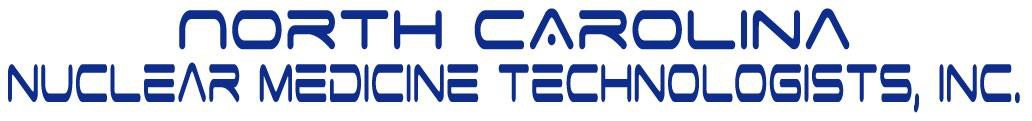 NORTH CAROLINA
NUCLEAR MEDICINE TECHNOLOGISTS, INC.